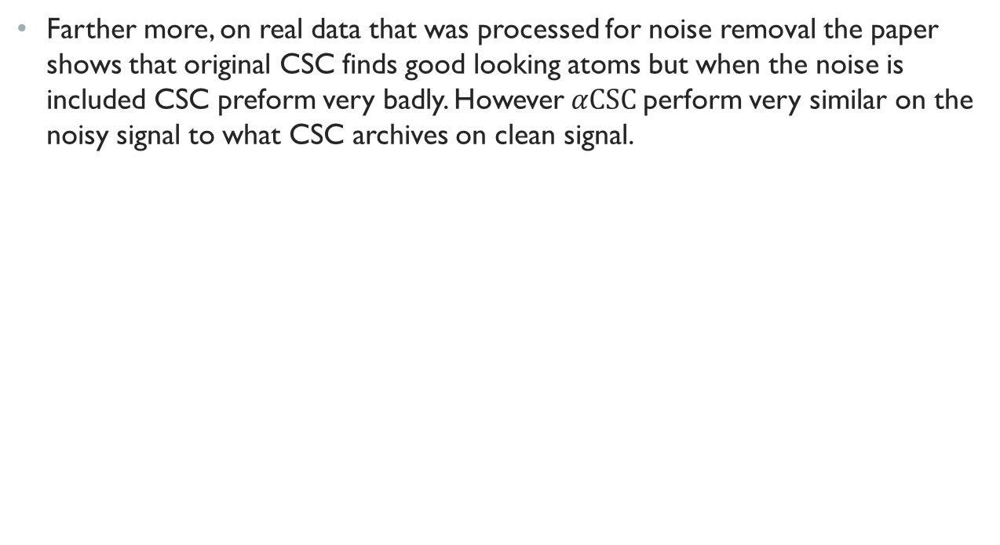 • Farther more, on real data that was processed for noise removal the paper
shows that original CSC finds good looking atoms but when the noise is
included CSC preform very badly. However αCSC perform very similar on the
noisy signal to what CSC archives on clean signal.